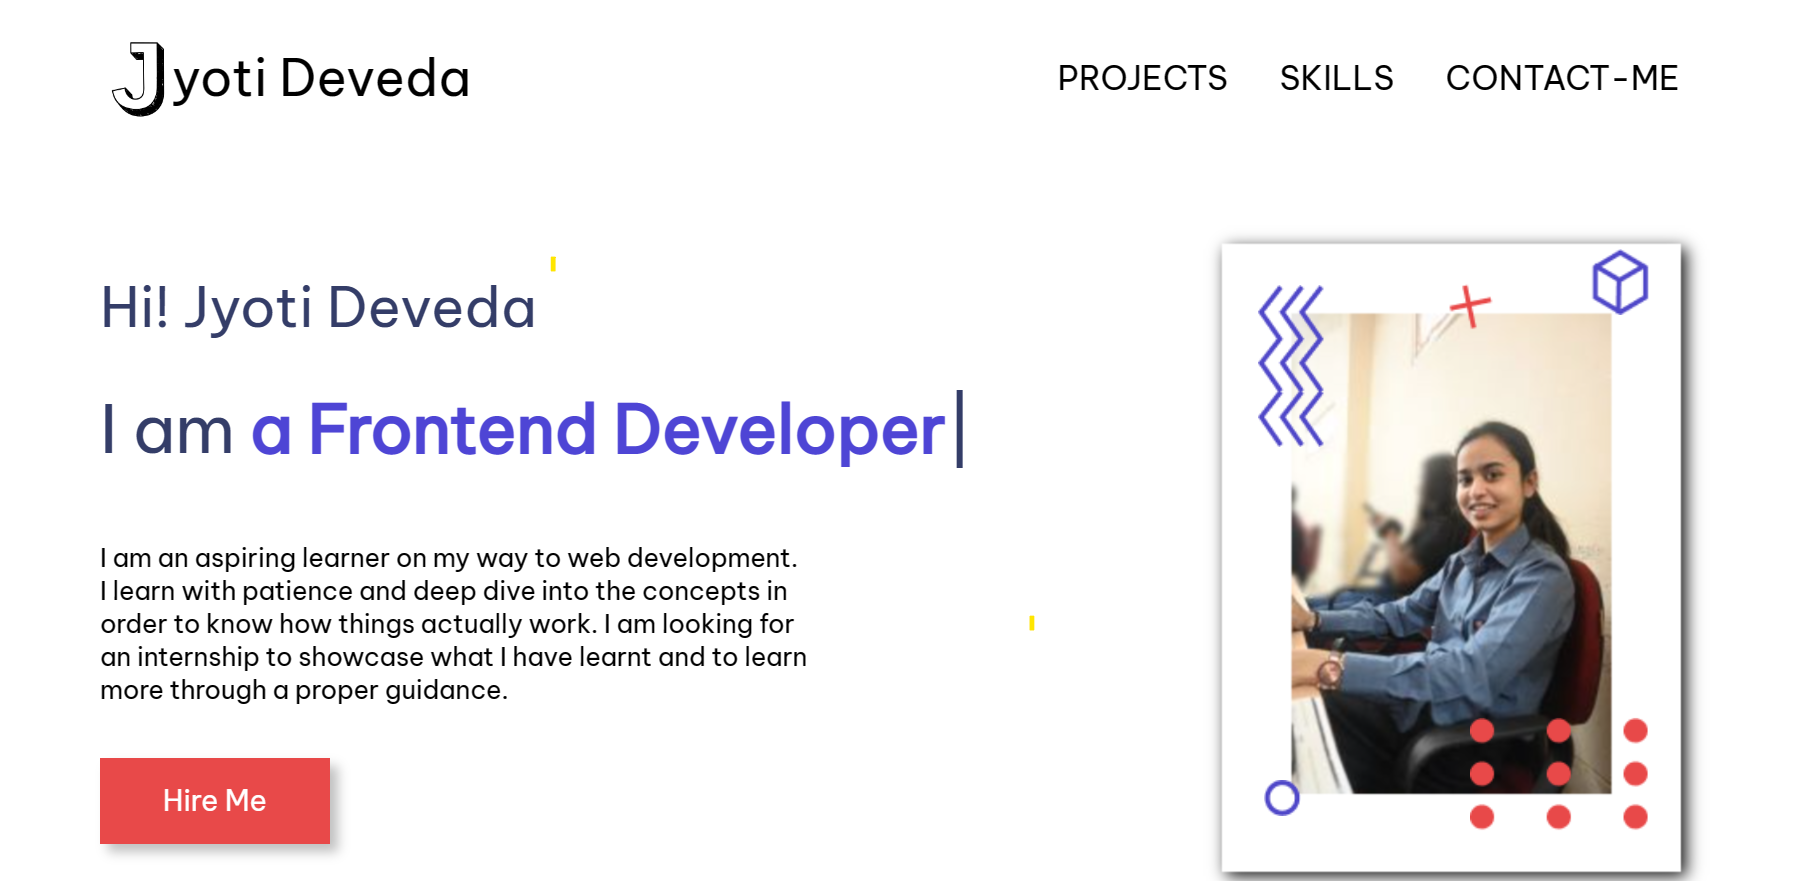 Jyoti Deveda
PROJECTS SKILLS CONTACT-ME
Hi! Jyoti Deveda
I am a Frontend Developer|
I am an aspiring learner on my way to web development.
I learn with patience and deep dive into the concepts in
order to know how things actually work. I am looking for
an internship to showcase what I have learnt and to learn
more through a proper guidance.
Hire Me